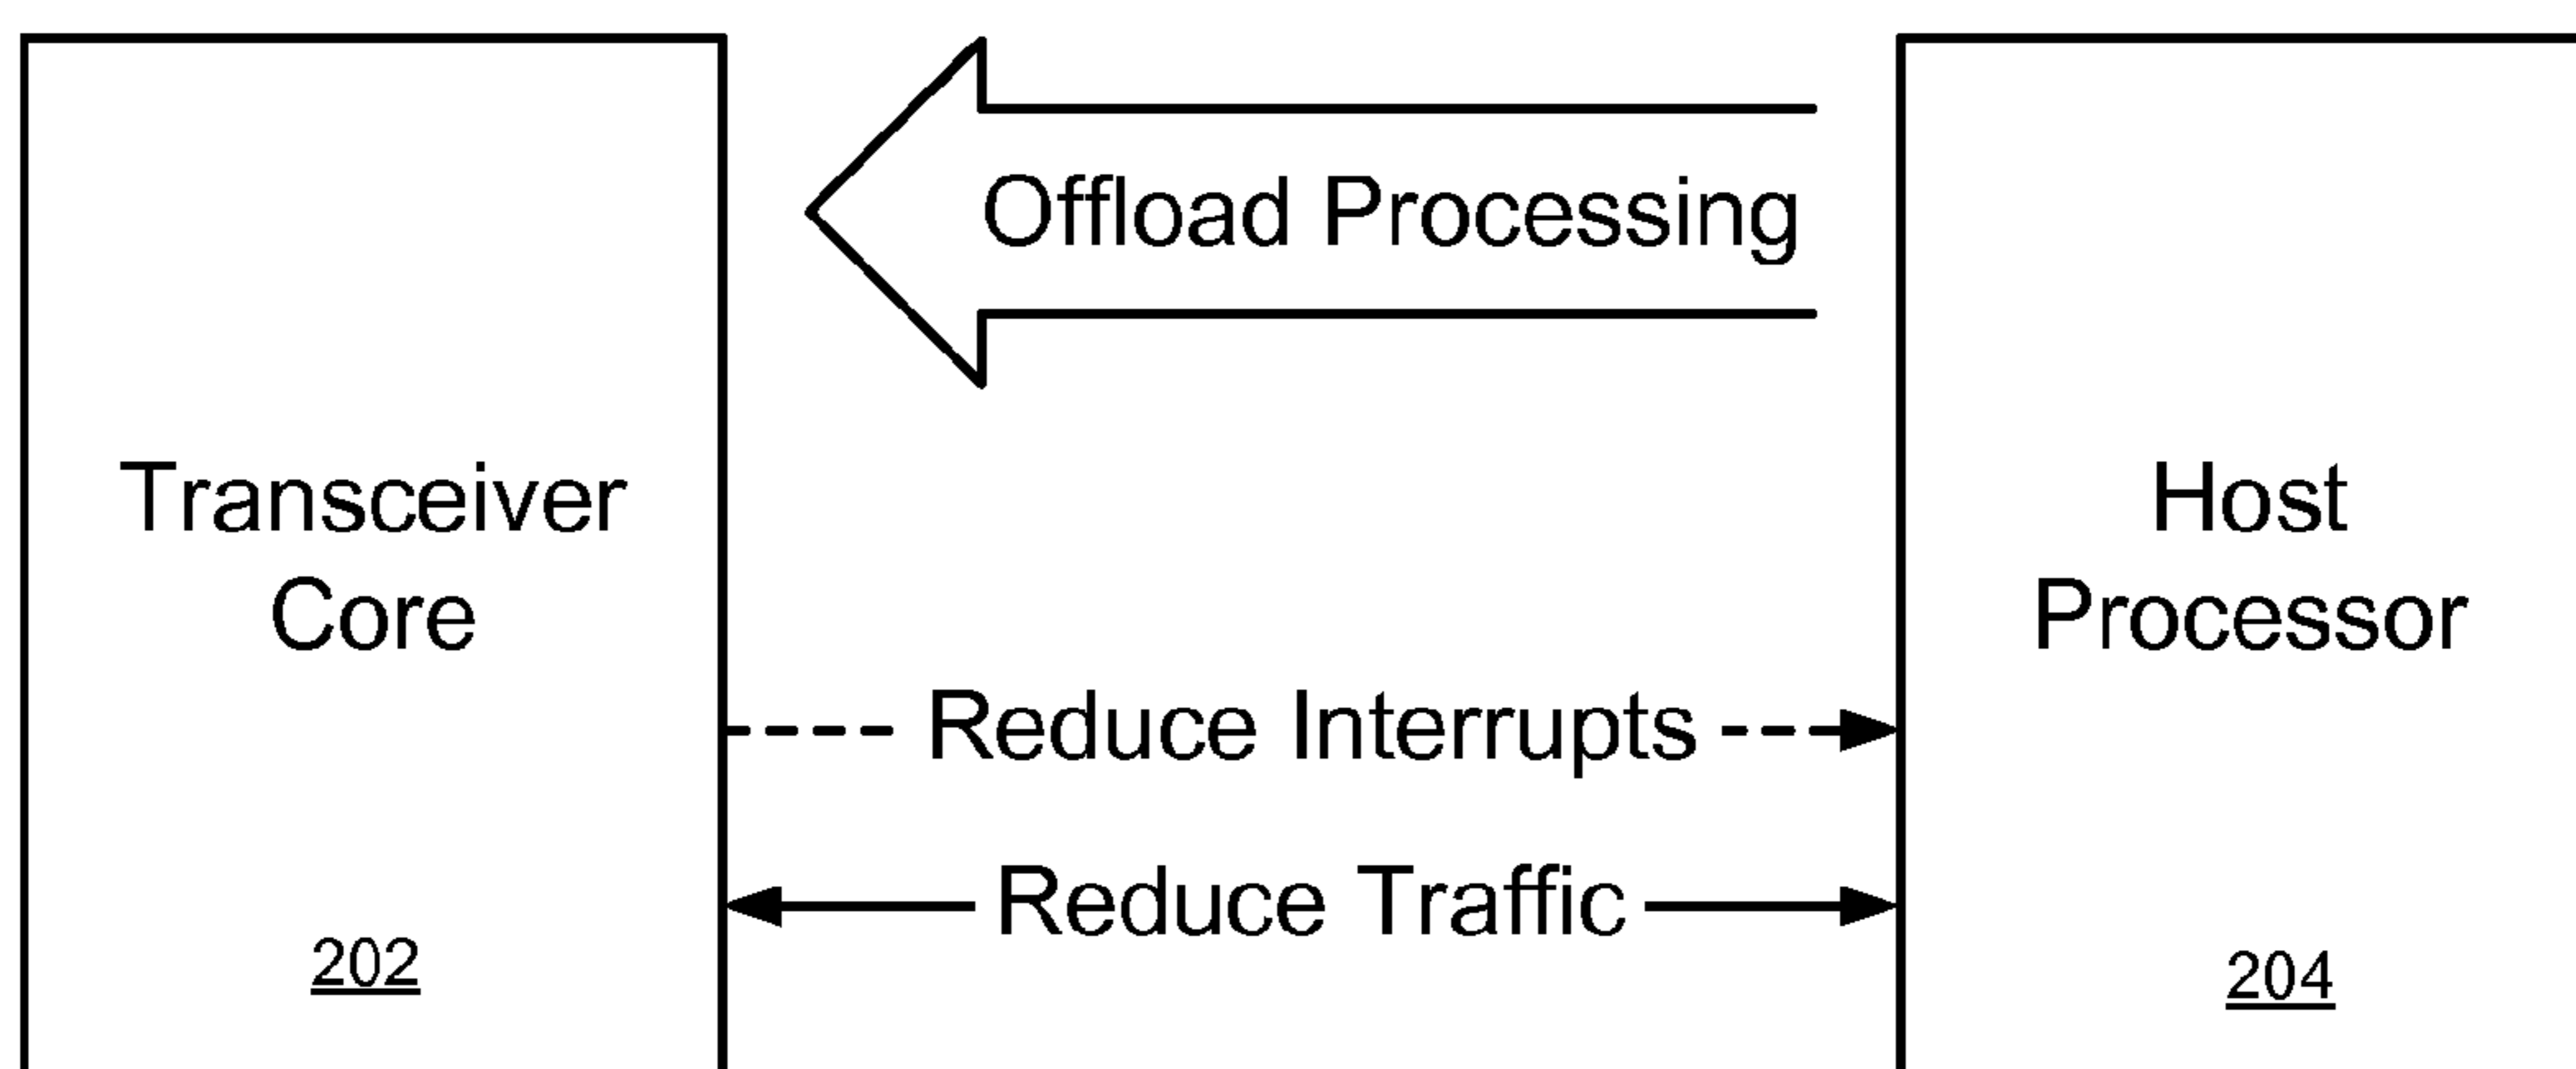 Offload Processing
Transceiver
Core
Host
Processor
Reduce Interrupts
Reduce Traffic
202
204